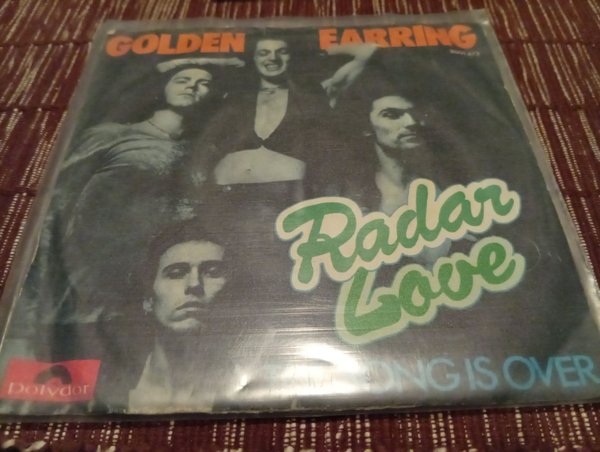 GOLDEN EARRING
Radar
Love
SONG IS OVER
Polydor